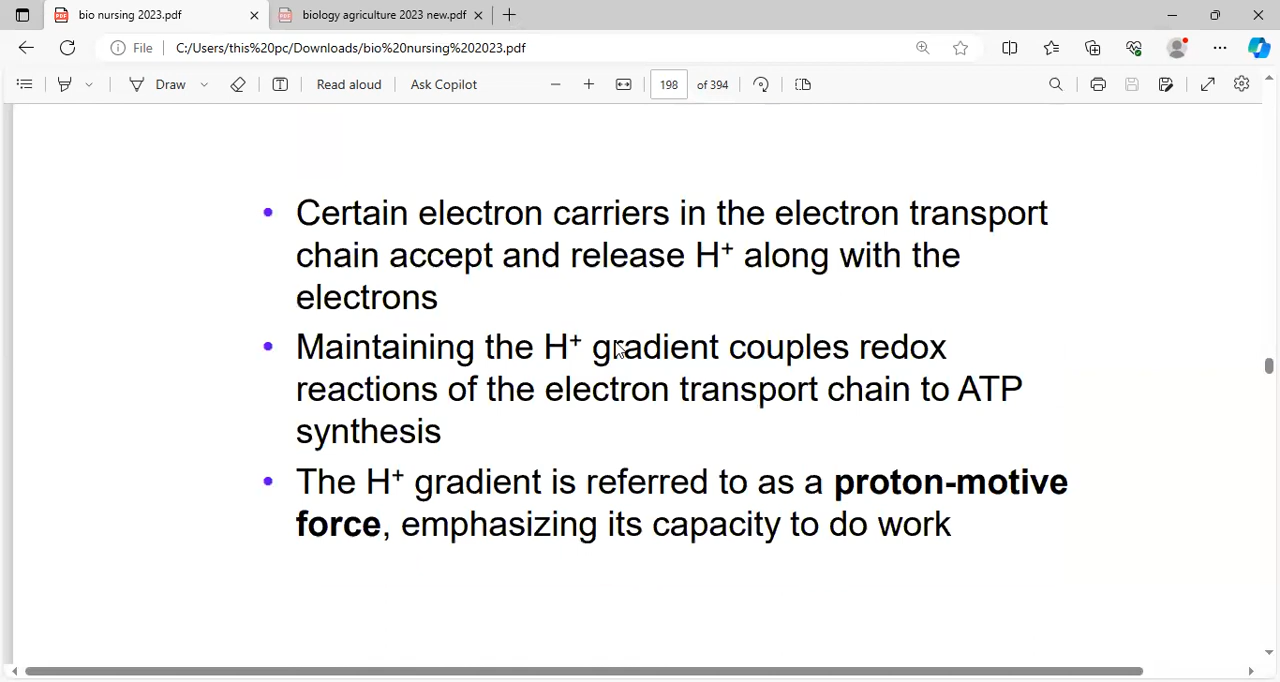 bio nursing 2023.pdf
biology agriculture 2023 new.pdf
File
C:/Users/this%20pc/Downloads/bio%20nursing%202023.pdf
Draw
Read aloud
Ask Copilot
198
of 394
• Certain electron carriers in the electron transport
chain accept and release H⁺ along with the
electrons
• Maintaining the H⁺ gradient couples redox
reactions of the electron transport chain to ATP
synthesis
• The H⁺ gradient is referred to as a proton-motive
force, emphasizing its capacity to do work